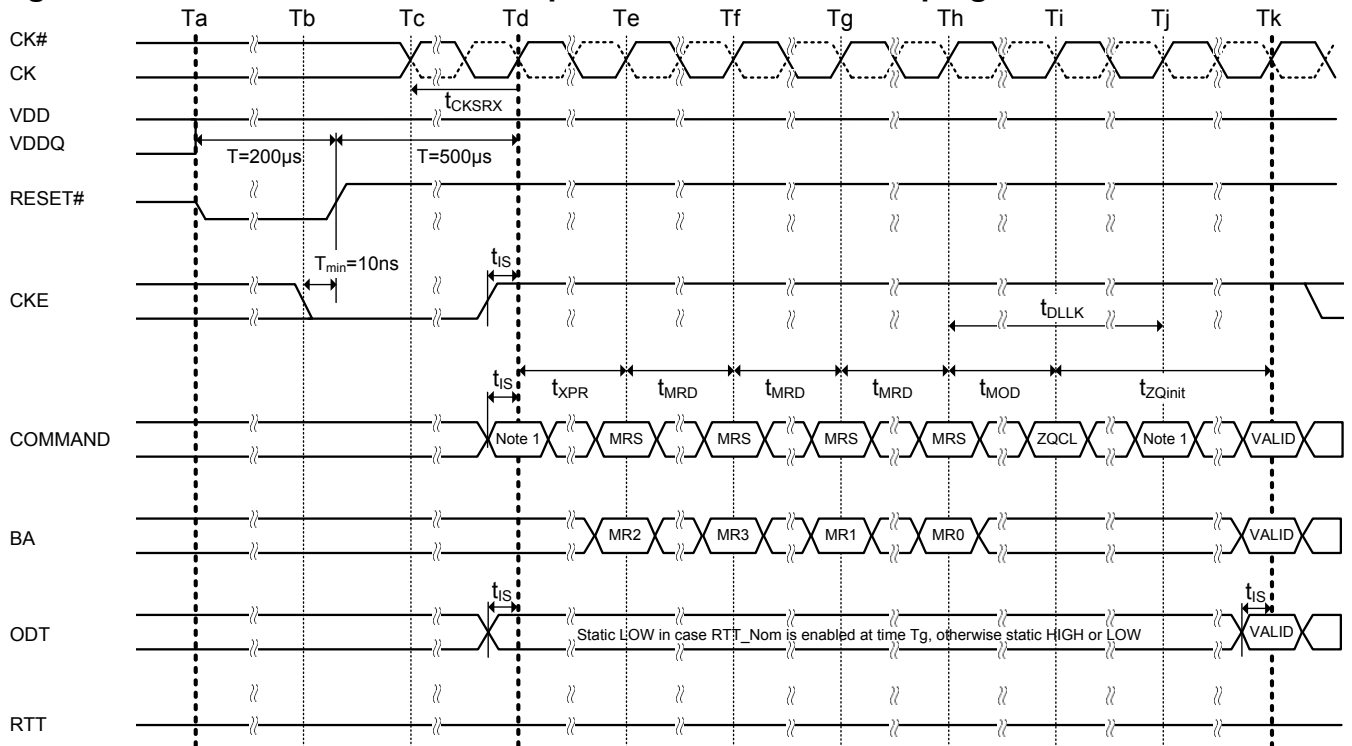 Ta Tb Tc Td Te Tf Tg Th Ti Tj Tk
CK#
CK
tCKSRX
VDD
VDDQ
T=200µs T=500µs
RESET#
Tmin=10ns tIS
CKE
tDLLK
tIS tXPR tMRD tMRD tMRD tMOD tZQinit
COMMAND Note 1 MRS MRS MRS MRS ZQCL Note 1 VALID
BA MR2 MR3 MR1 MR0 VALID
tIS tIS
ODT Static LOW in case RTT_Nom is enabled at time Tg, otherwise static HIGH or LOW VALID
RTT